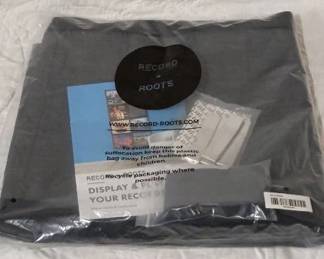 RECORD
ROOTS
WWW.RECORD-ROOTS.COM
To avoid danger of
suffocation keep this plastic
bag away from babies and
children.
Recycle packaging where
possible.
RECORD
DISPLAY &
YOUR RECO